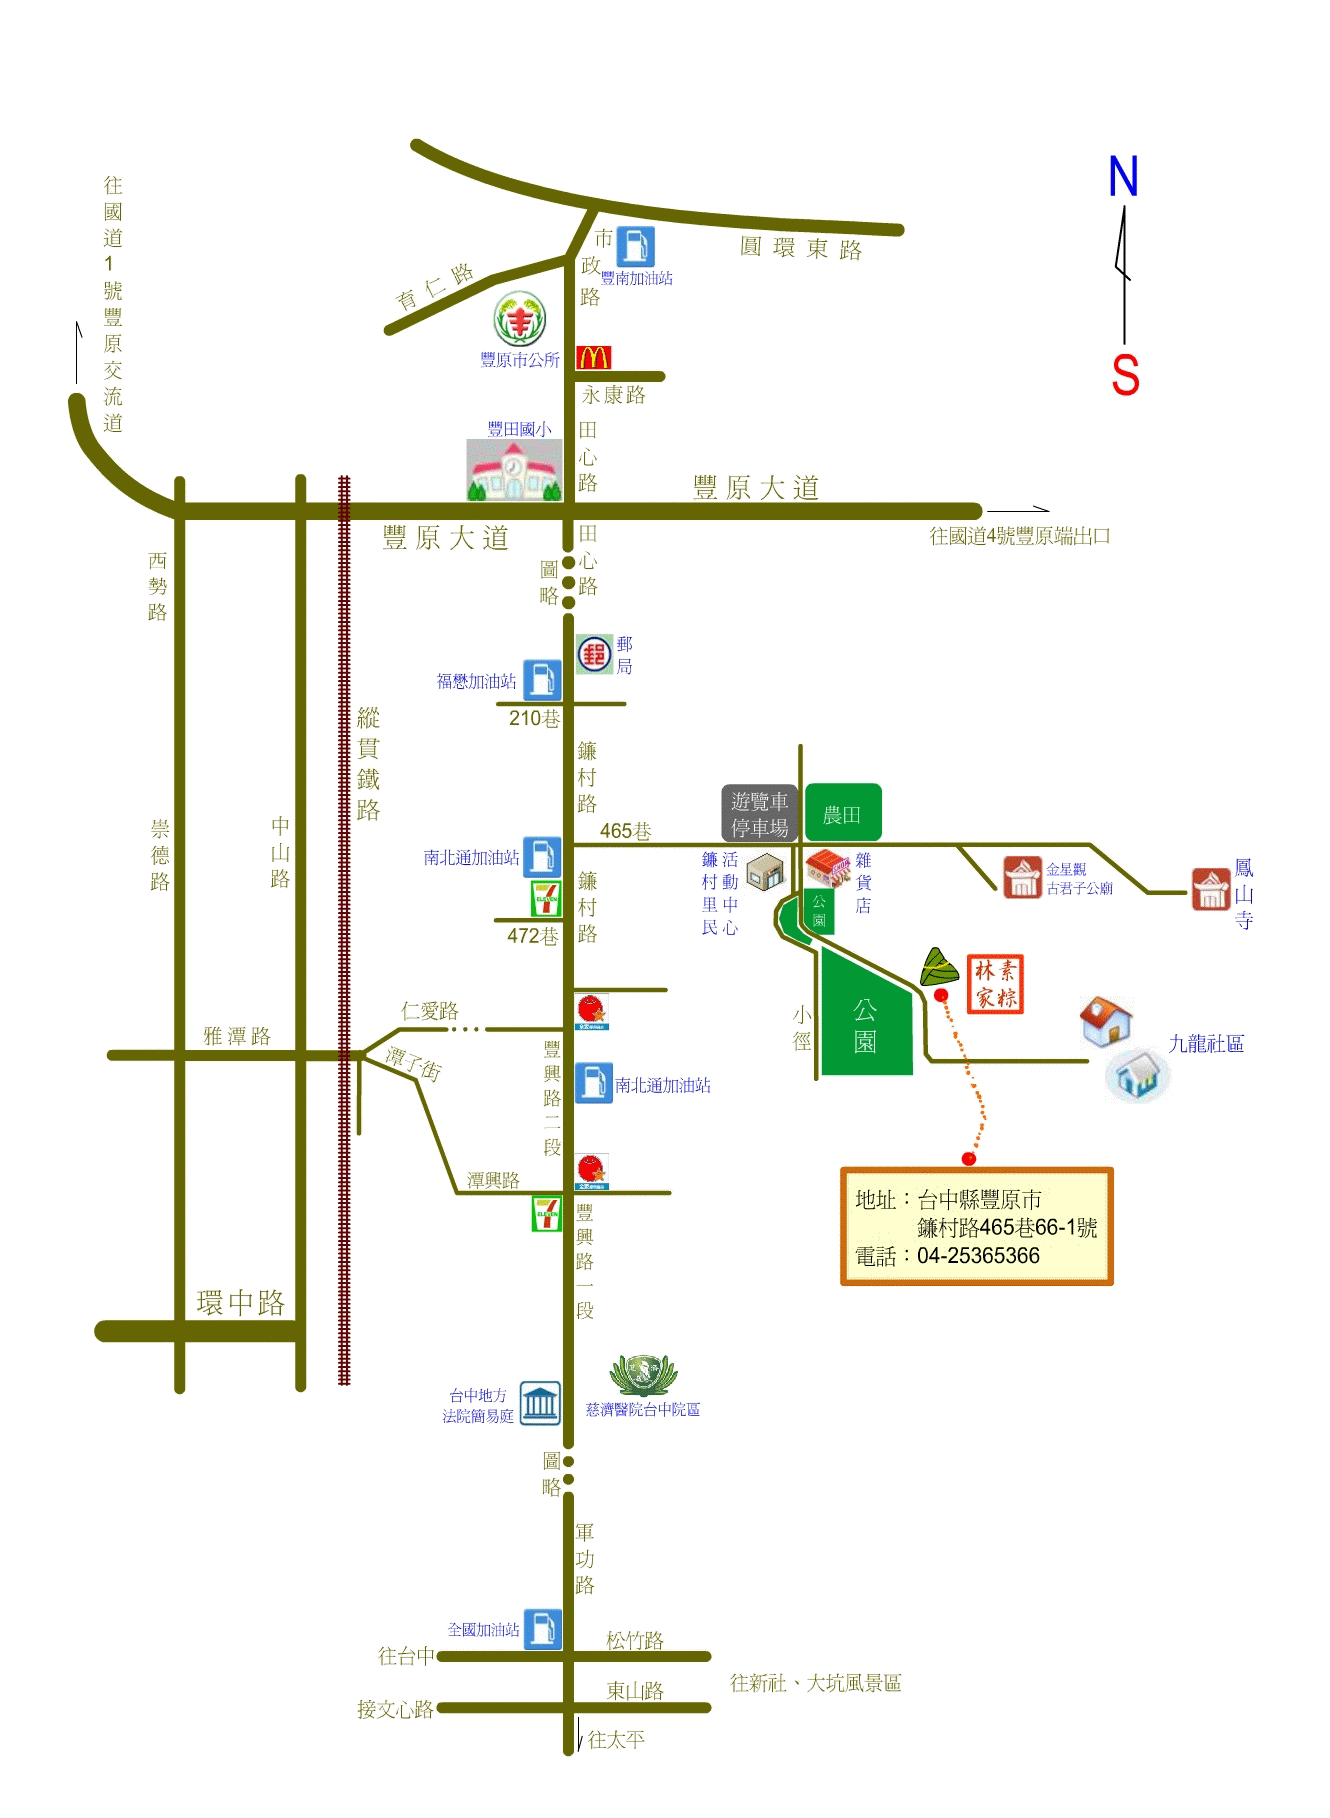 N
S
往國道1號豐原交流道
圓環東路
市政路
豐南加油站
育仁路
豐原市公所
永康路
豐田國小
田心路
豐原大道
豐原大道
往國道4號豐原端出口
田心路
圖略
西勢路
郵局
福懋加油站
210巷
縱貫鐵路
鐮村路
遊覽車
停車場
農田
465巷
崇德路
中山路
南北通加油站
鐮村里民
活動中心
雜貨店
金星觀
古君子公廟
鳳山寺
7
ELEVEN
鐮村路
472巷
公園
素粽
林家
仁愛路
雅潭路
潭子街
小徑
公園
九龍社區
豐興路二段
南北通加油站
潭興路
7
ELEVEN
豐興路一段
地址：台中縣豐原市
鐮村路465巷66-1號
電話：04-25365366
環中路
台中地方
法院簡易庭
慈濟醫院台中院區
圖略
軍功路
全國加油站
松竹路
往台中
東山路
往新社、大坑風景區
接文心路
往太平